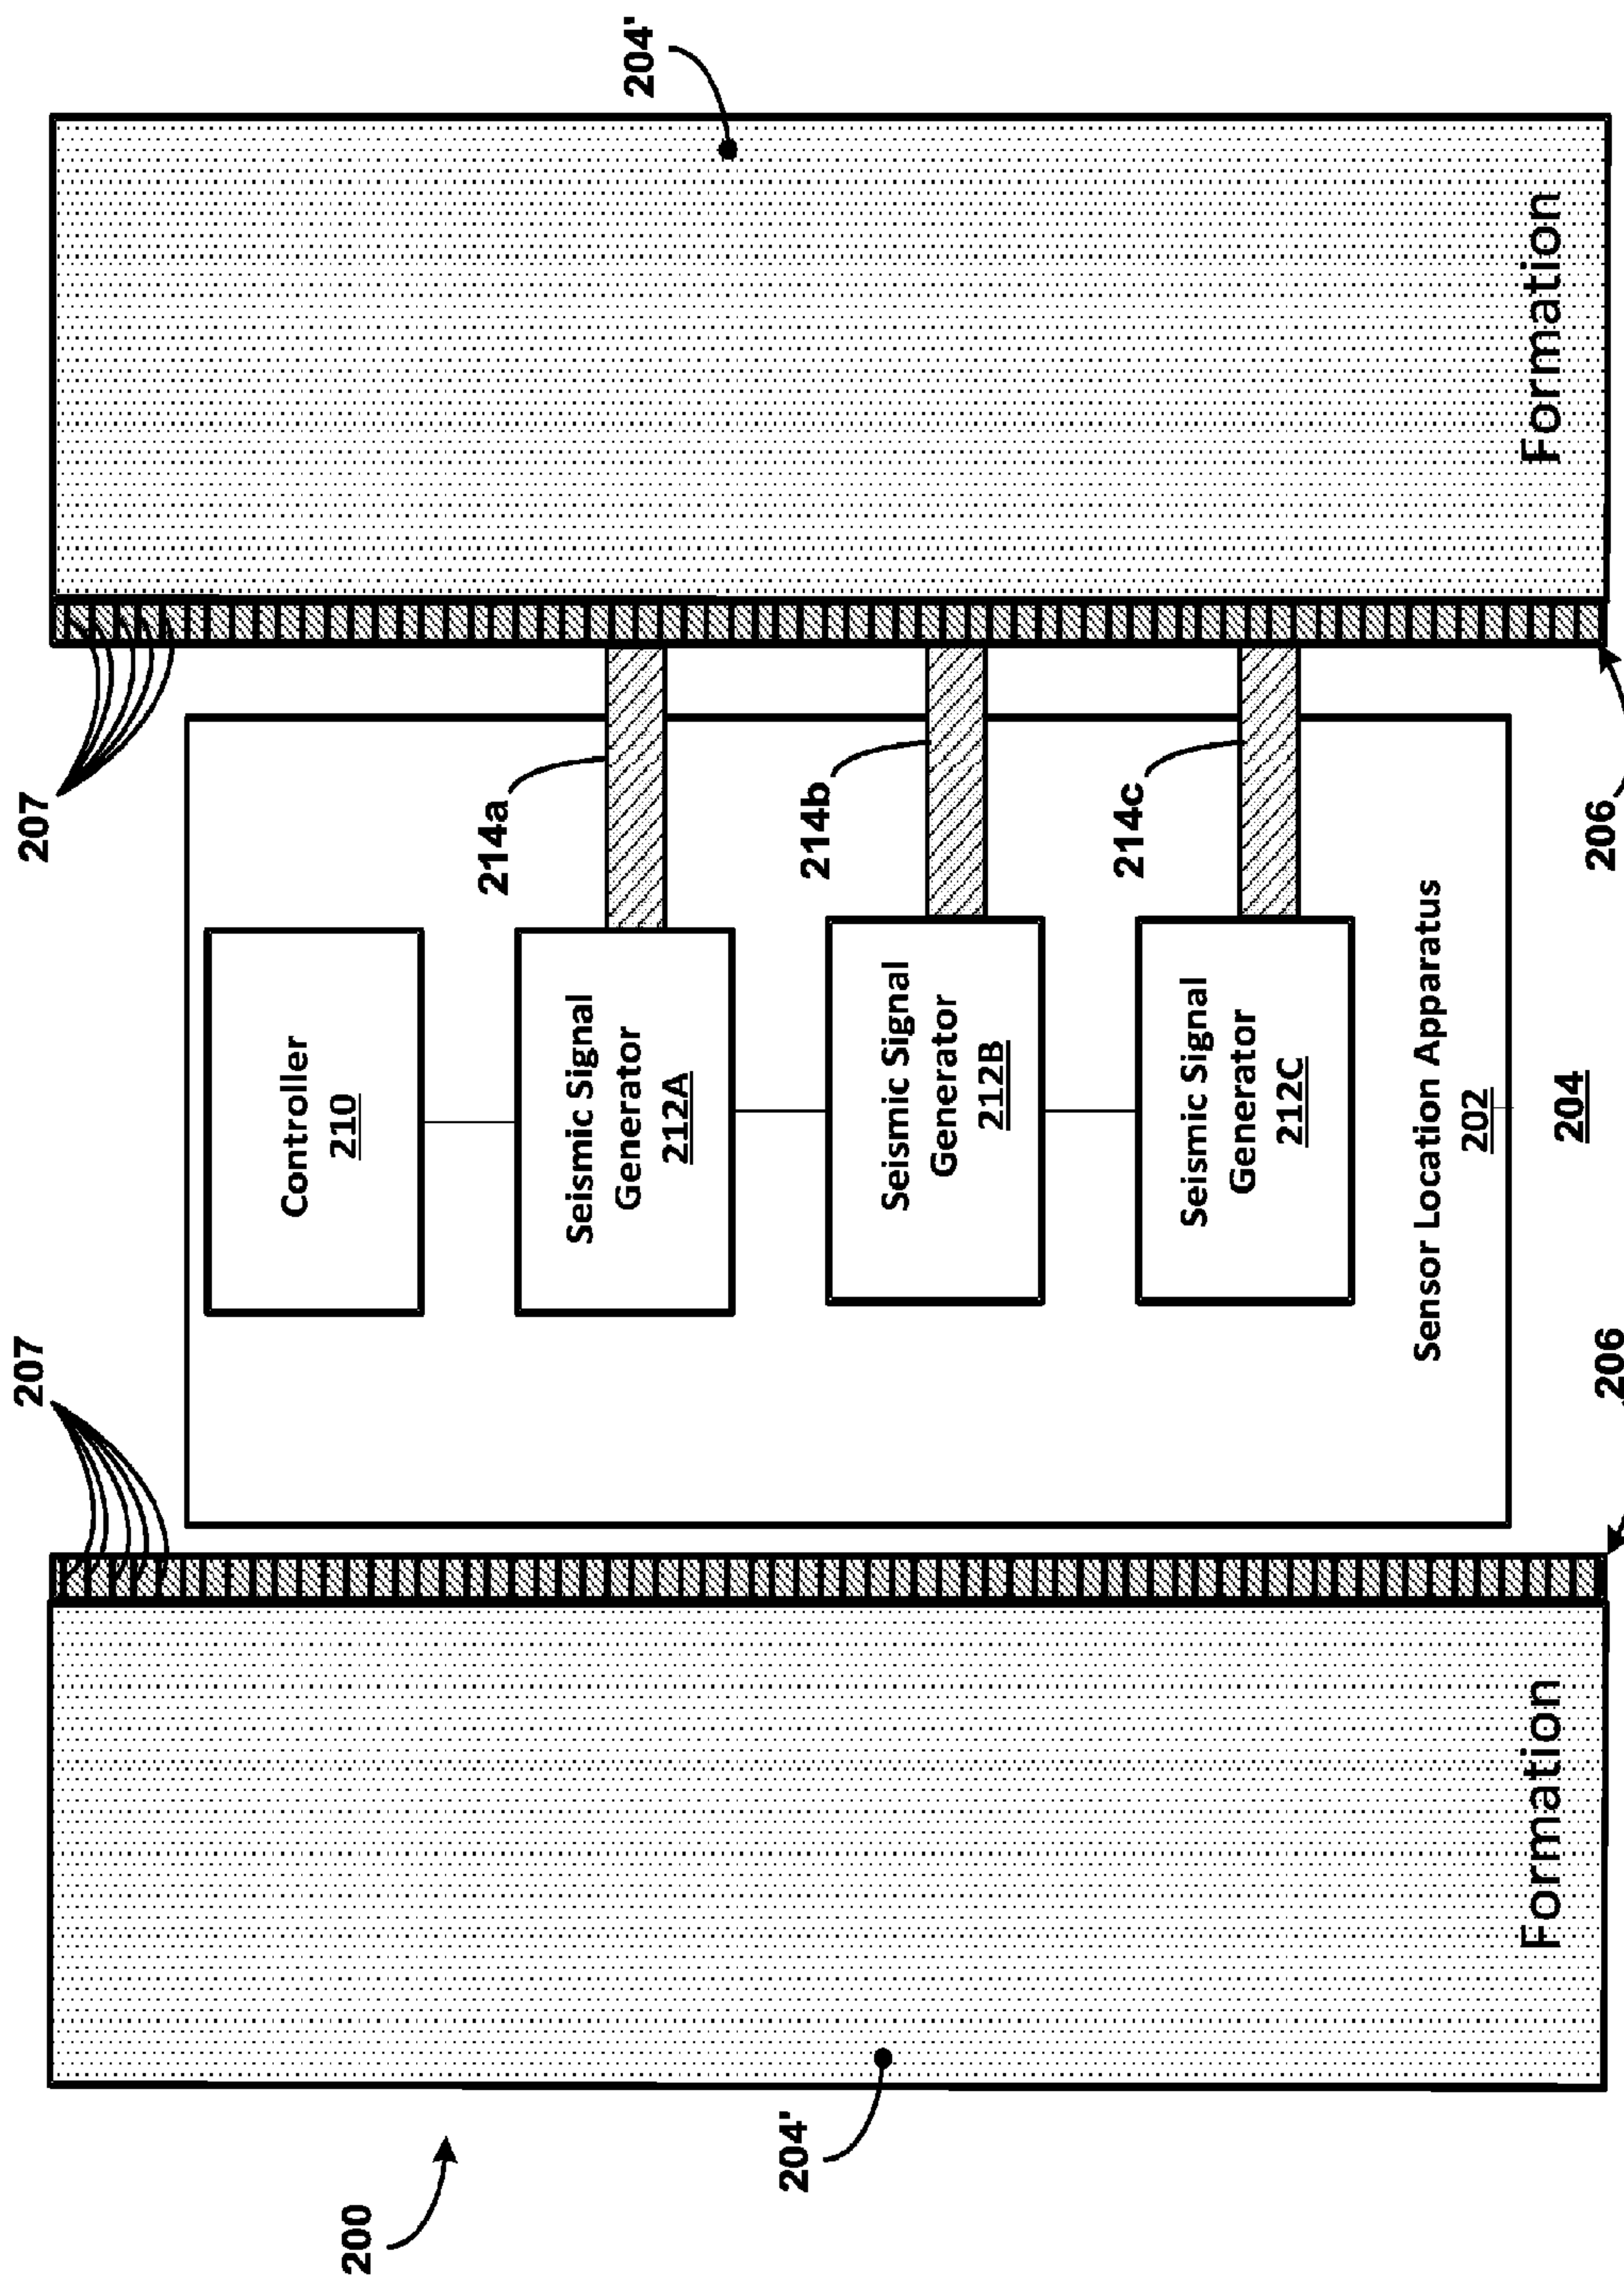 200
207
207
204'
204'
Controller
210
214a
Seismic Signal
Generator
212A
214b
Seismic Signal
Generator
212B
214c
Seismic Signal
Generator
212C
Sensor Location Apparatus
202
Formation
Formation
204
206
206